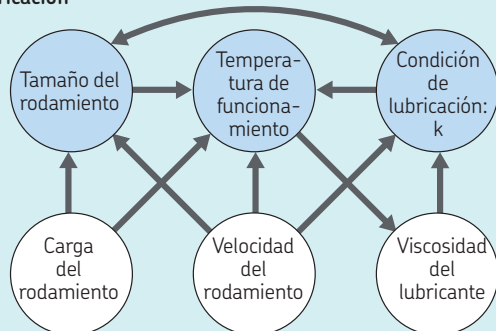 Tamaño del
rodamiento
Tempera-
tura de
funciona-
miento
Condición
de
lubricación:
k
Carga
del
rodamiento
Velocidad
del
rodamiento
Viscosidad
del
lubricante